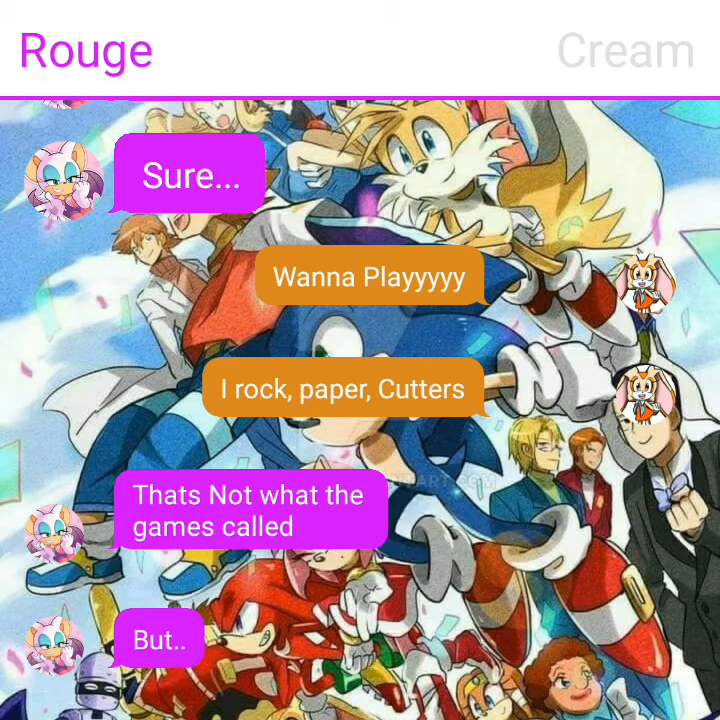 Rouge
Cream
Sure...
Wanna Playyyyy
I rock, paper, Cutters
Thats Not what the
games called
But..